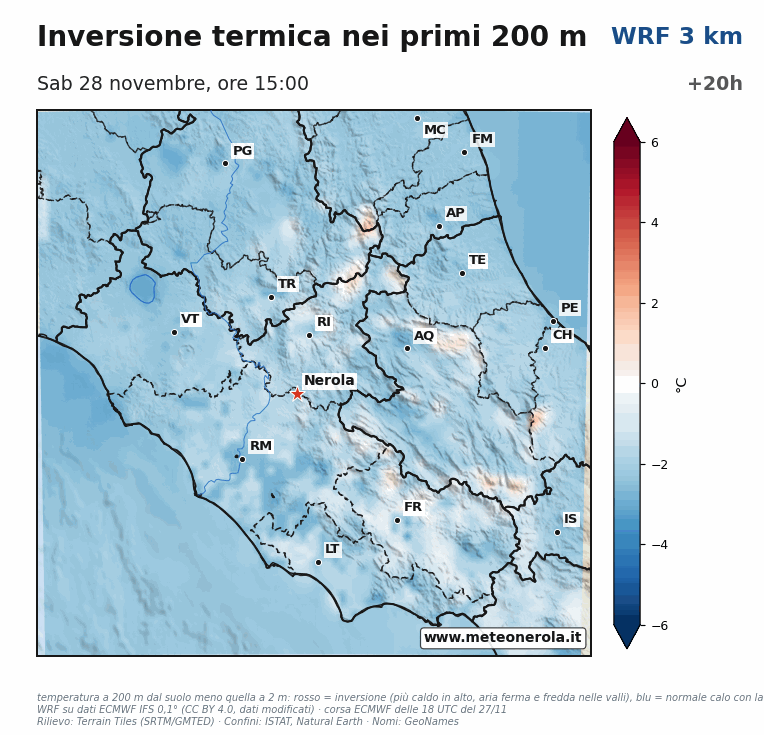 Inversione termica nei primi 200 m
WRF 3 km
Sab 28 novembre, ore 15:00
+20h
MC
FM
PG
AP
TE
TR
PE
VT
RI
AQ
CH
Nerola
RM
FR
IS
LT
www.meteonerola.it
6
4
2
0
−2
−4
−6
°C
temperatura a 200 m dal suolo meno quella a 2 m: rosso = inversione (più caldo in alto, aria ferma e fredda nelle valli), blu = normale calo con la
WRF su dati ECMWF IFS 0,1° (CC BY 4.0, dati modificati) · corsa ECMWF delle 18 UTC del 27/11
Rilievo: Terrain Tiles (SRTM/GMTED) · Confini: ISTAT, Natural Earth · Nomi: GeoNames